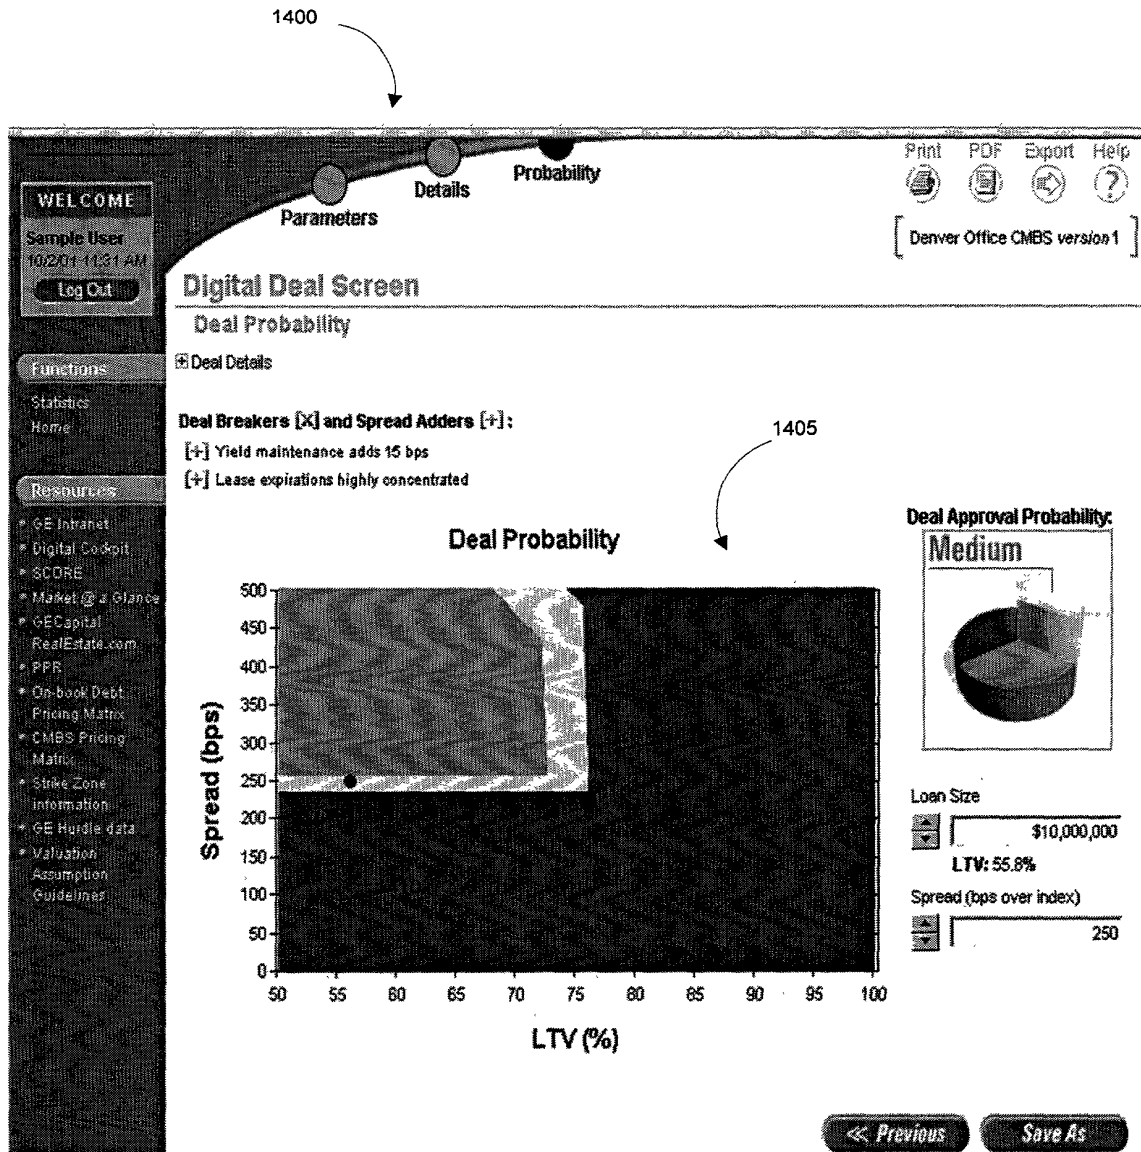 1400
Parameters
Details
Probability
Print PDF Export Help
[ Denver Office CMBS version 1 ]
WELCOME
Sample User
10/2/01 11:31 AM
Log Out
Functions
Statistics
Home
Resources
GE Intranet
Digital Cockpit
SCORE
Market @ a Glance
GECapital
RealEstate.com
PPR
On-book Debt
Pricing Matrix
CMBS Pricing
Matrix
Strike Zone
information
GE Hurdle data
Valuation
Assumption
Guidelines
Digital Deal Screen
Deal Probability
Deal Details
Deal Breakers [X] and Spread Adders [+]:
[+] Yield maintenance adds 15 bps
[+] Lease expirations highly concentrated
1405
Deal Probability
Spread (bps)
500
450
400
350
300
250
200
150
100
50
0
50 55 60 65 70 75 80 85 90 95 100
LTV (%)
Deal Approval Probability:
Medium
Loan Size
$10,000,000
LTV: 55.8%
Spread (bps over index)
250
<< Previous
Save As